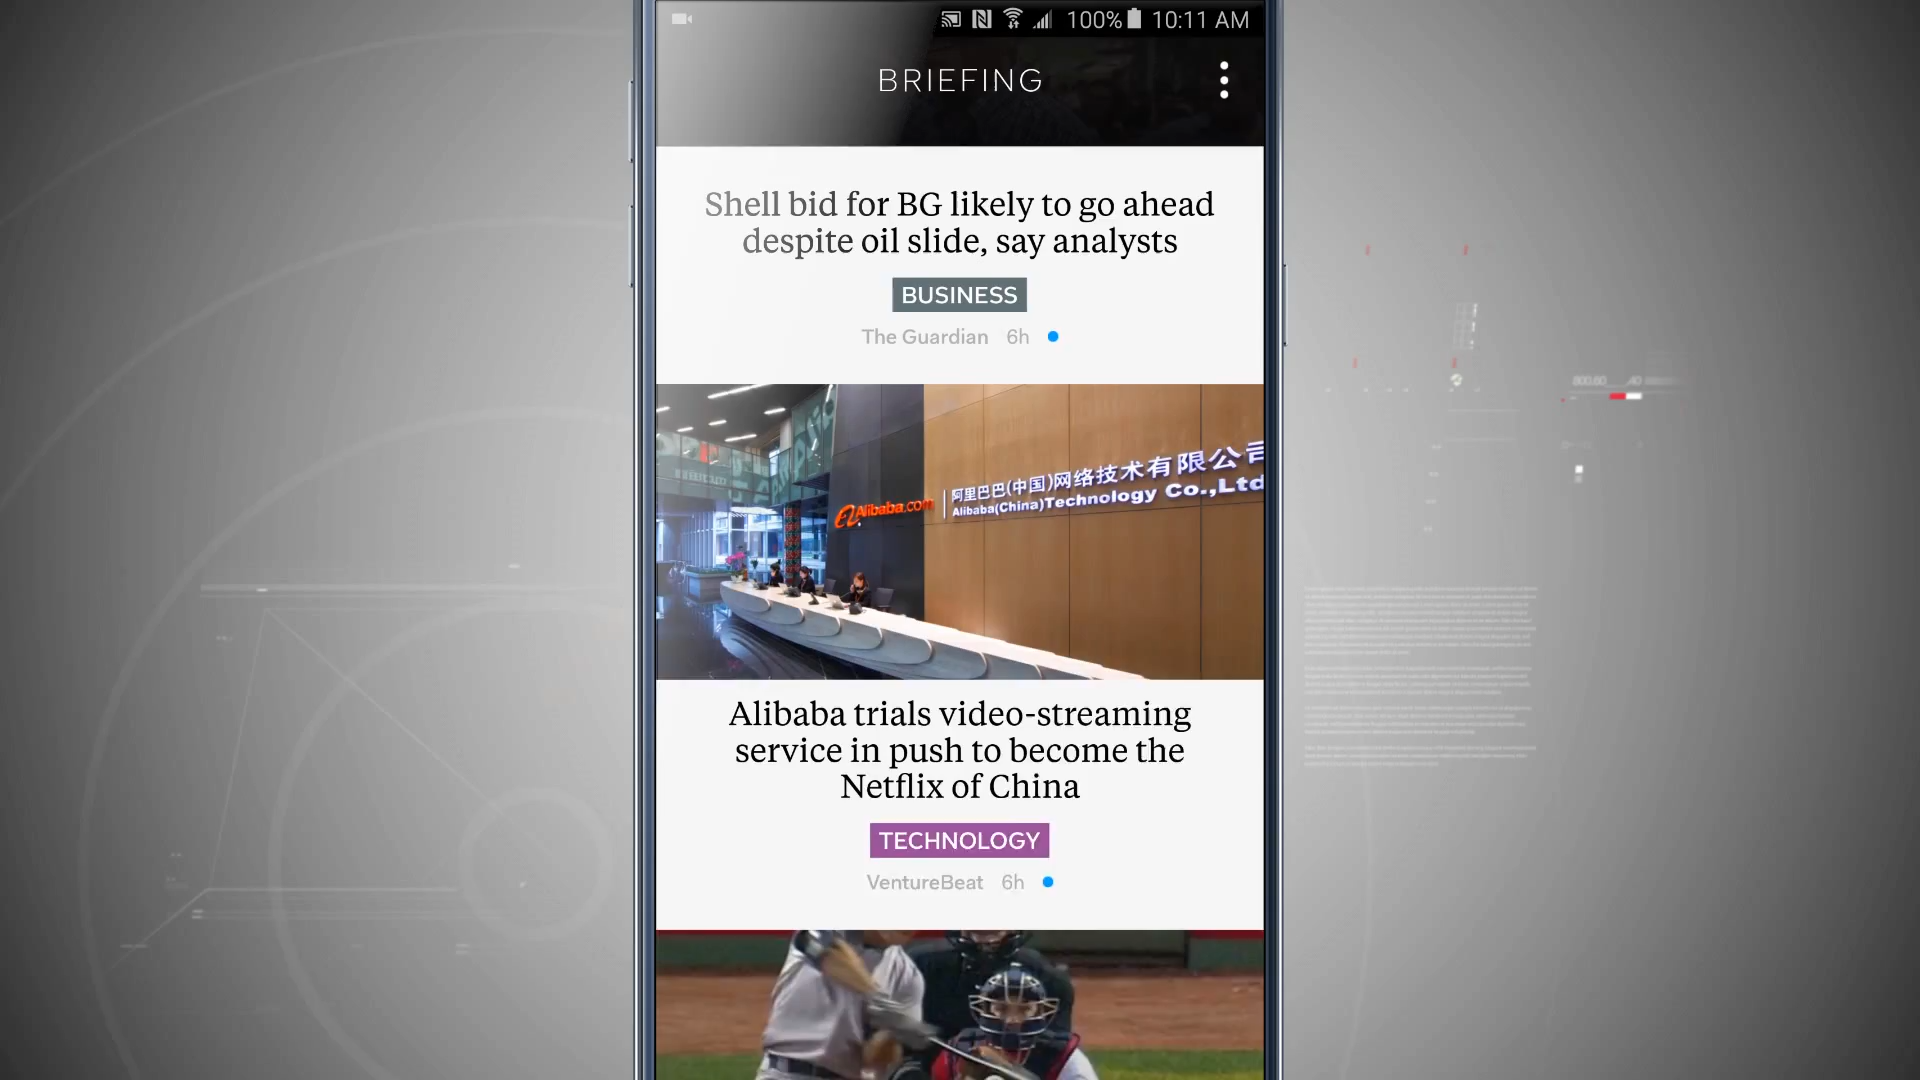 100% 10:11 AM
BRIEFING
Shell bid for BG likely to go ahead
despite oil slide, say analysts
BUSINESS
The Guardian 6h
Alibaba.com
阿里巴巴(中国)网络技术有限公司
Alibaba(China)Technology Co.,Ltd
Alibaba trials video-streaming
service in push to become the
Netflix of China
TECHNOLOGY
VentureBeat 6h